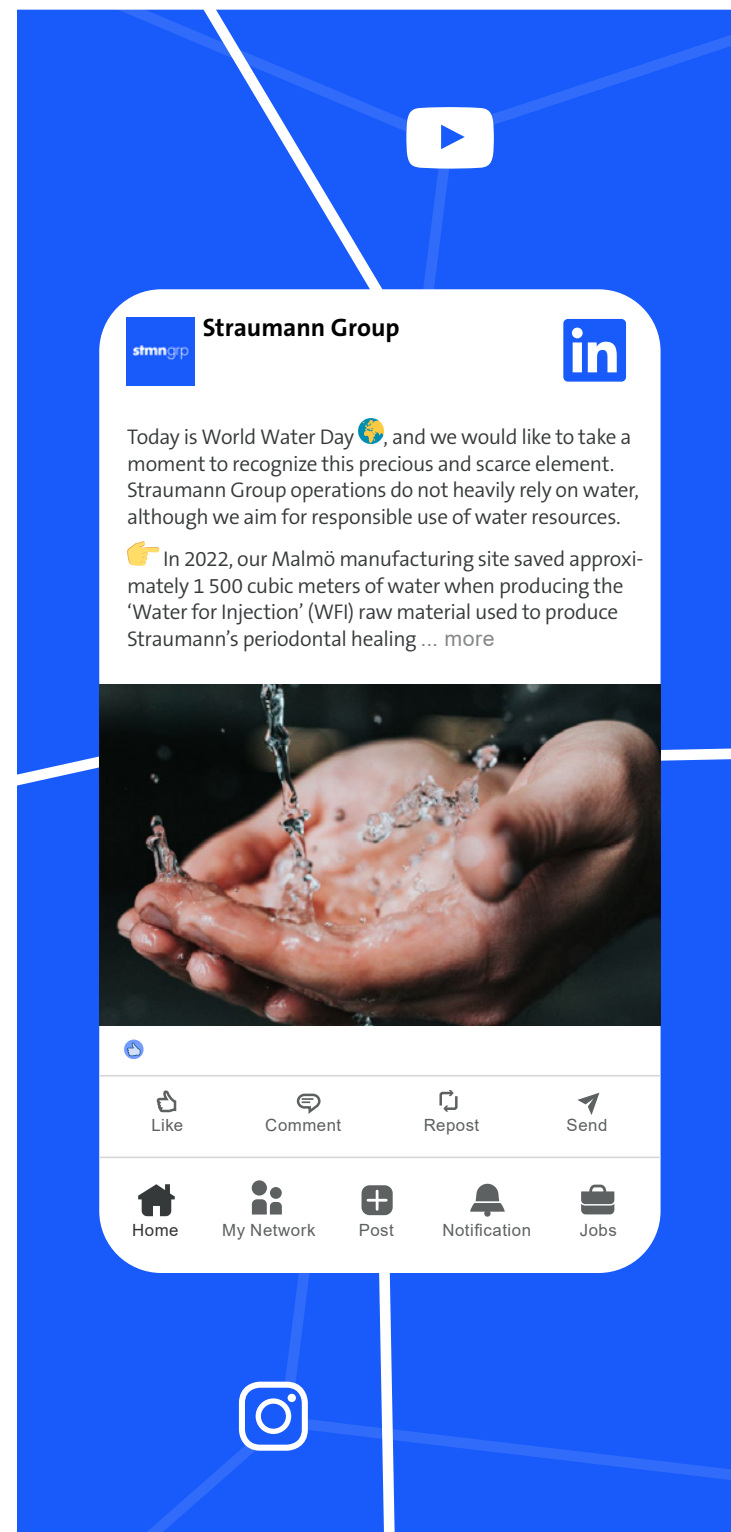 stmngrp
Straumann Group
in
Today is World Water Day 🌍, and we would like to take a
moment to recognize this precious and scarce element.
Straumann Group operations do not heavily rely on water,
although we aim for responsible use of water resources.
👉 In 2022, our Malmö manufacturing site saved approxi-
mately 1 500 cubic meters of water when producing the
‘Water for Injection’ (WFI) raw material used to produce
Straumann’s periodontal healing ... more
Like Comment Repost Send
Home My Network Post Notification Jobs